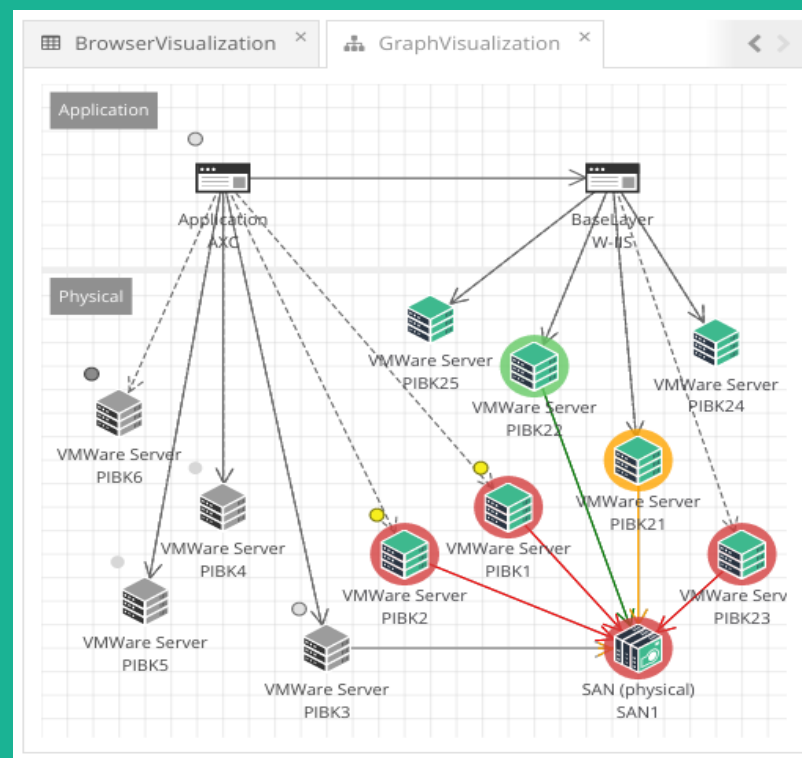 BrowserVisualization
GraphVisualization
Application
Application
AXC
BaseLayer
W-IIS
Physical
VMWare Server
PIBK25
VMWare Server
PIBK24
VMWare Server
PIBK22
VMWare Server
PIBK6
VMWare Server
PIBK21
VMWare Server
PIBK4
VMWare Server
PIBK1
VMWare Server
PIBK2
VMWare Serv
PIBK23
VMWare Server
PIBK5
VMWare Server
PIBK3
SAN (physical)
SAN1